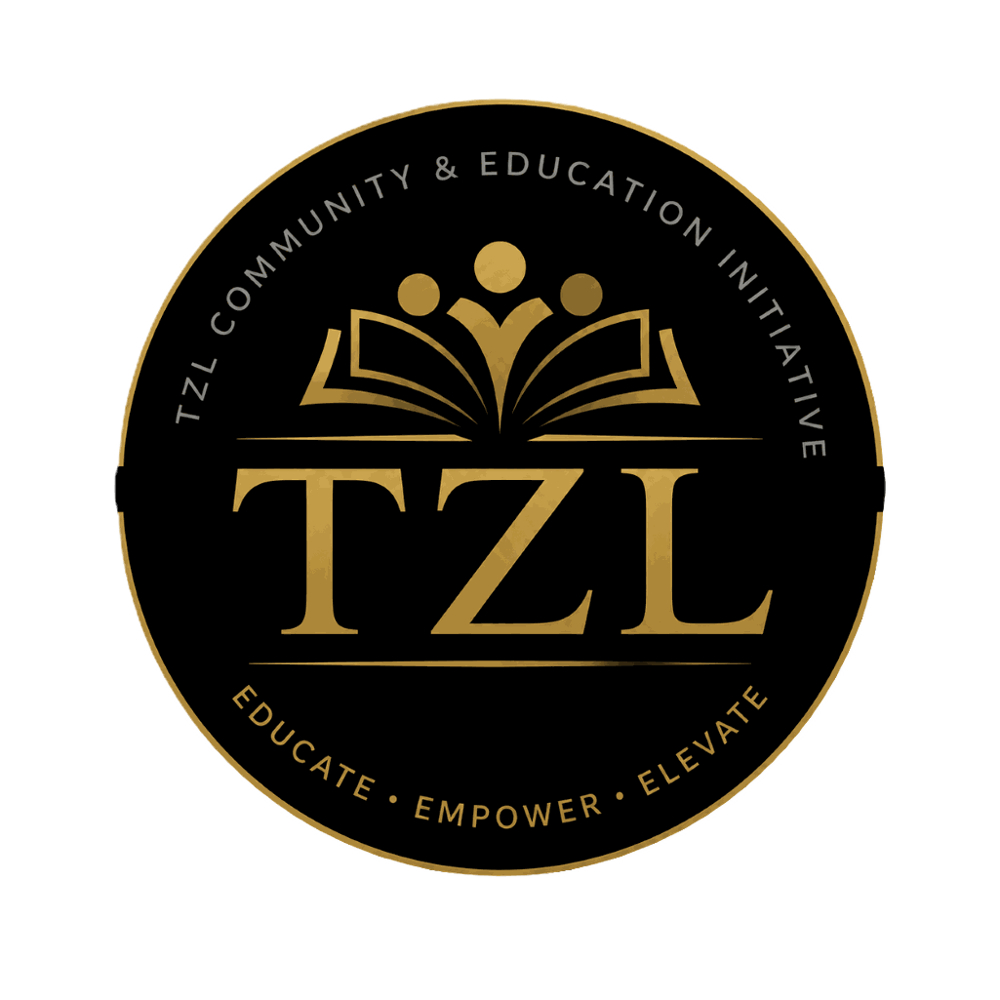 TZL COMMUNITY & EDUCATION INITIATIVE
TZL
EDUCATE • EMPOWER • ELEVATE